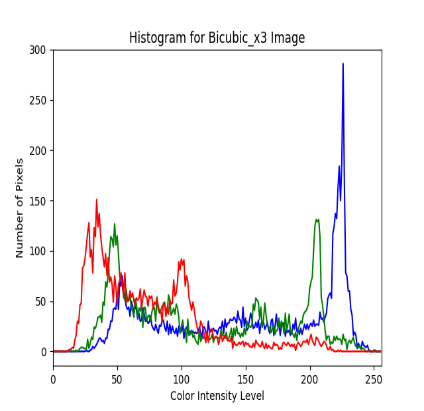 Histogram for Bicubic_x3 Image
Number of Pixels
300
250
200
150
100
50
0
0 50 100 150 200 250
Color Intensity Level